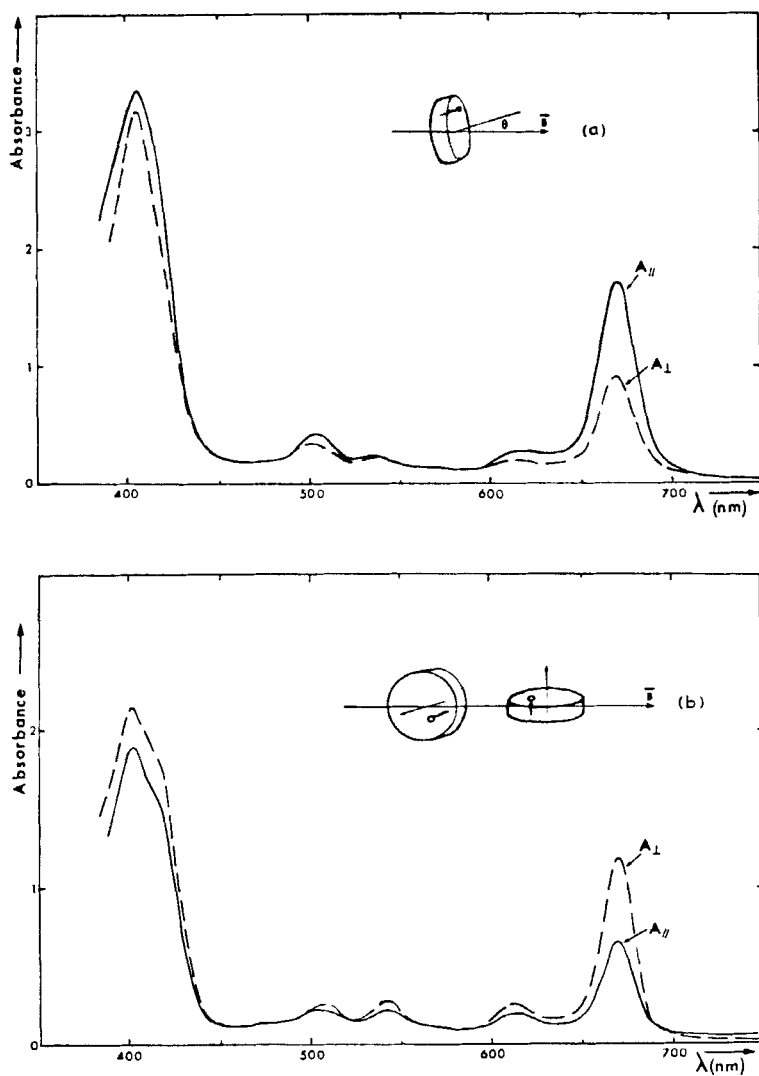 Absorbance
3
2
1
0
θ
B
(a)
A//
A⊥
400
500
600
700
λ (nm)
Absorbance
2
1
0
B
(b)
A⊥
A//
400
500
600
700
λ (nm)